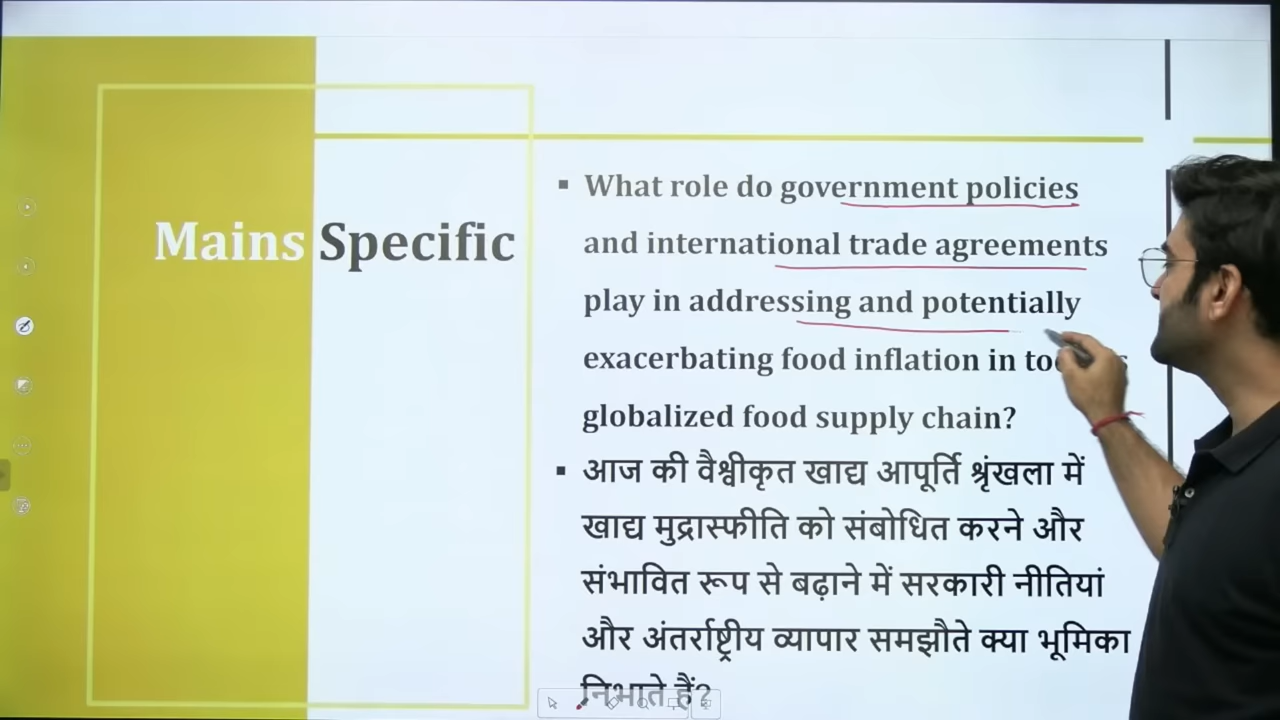 Mains Specific
What role do government policies
and international trade agreements
play in addressing and potentially
exacerbating food inflation in
globalized food supply chain?
आज की वैश्वीकृत खाद्य आपूर्ति श्रृंखला में
खाद्य मुद्रास्फीति को संबोधित करने और
संभावित रूप से बढ़ाने में सरकारी नीतियां
और अंतर्राष्ट्रीय व्यापार समझौते क्या भूमिका
निभाते हैं?